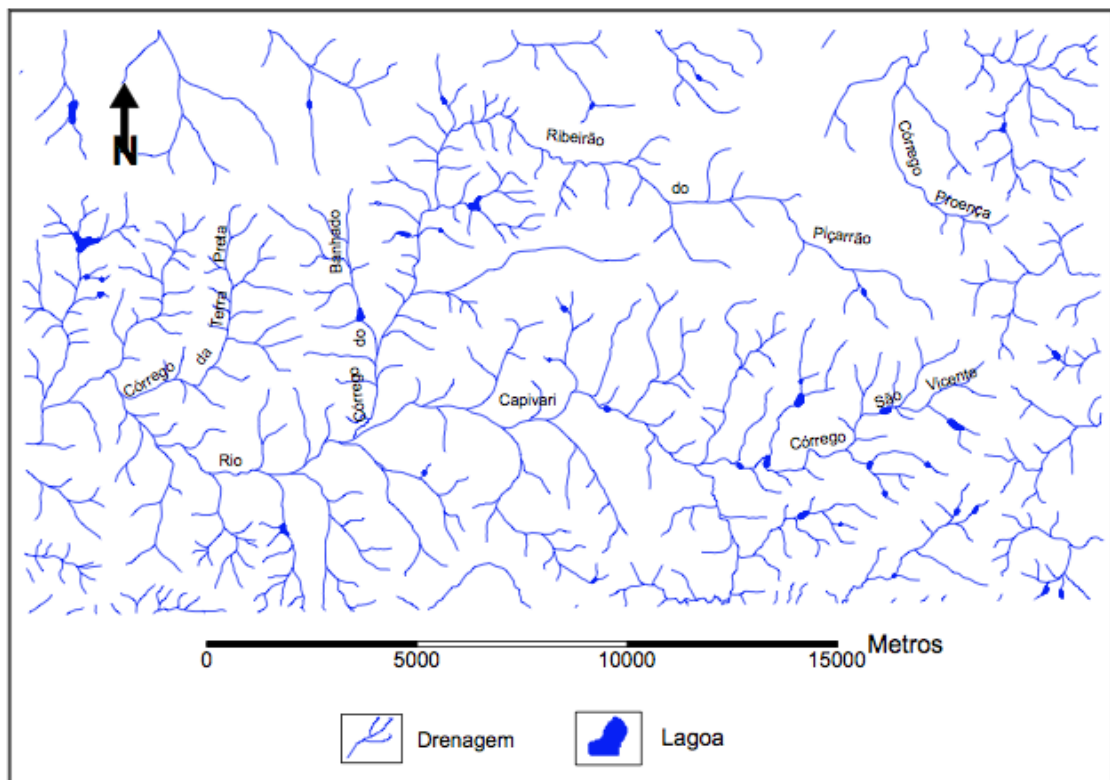 N
Ribeirão do Piçarrão
Córrego Proença
Córrego da Terra Preta
Córrego do Banhado
Rio Capivari
Córrego São Vicente
0 5000 10000 15000 Metros
Drenagem
Lagoa